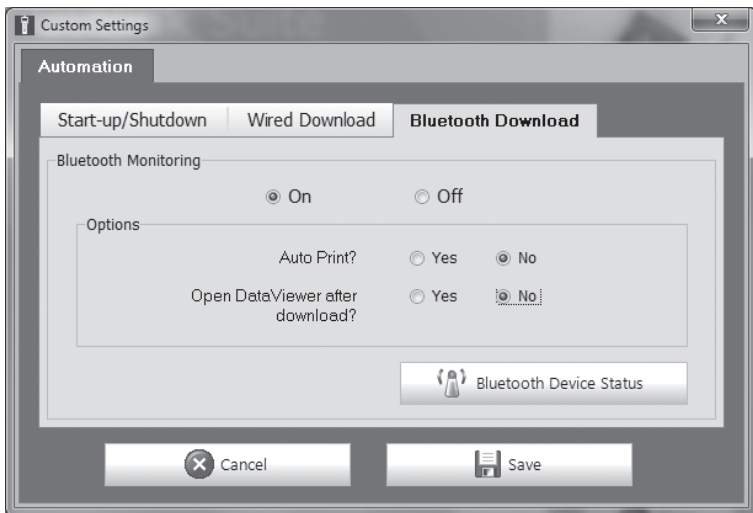 Custom Settings
Suite
Automation
Start-up/Shutdown Wired Download Bluetooth Download
Bluetooth Monitoring
On Off
Options
Auto Print? Yes No
Open DataViewer after Yes No
download?
Bluetooth Device Status
Cancel Save